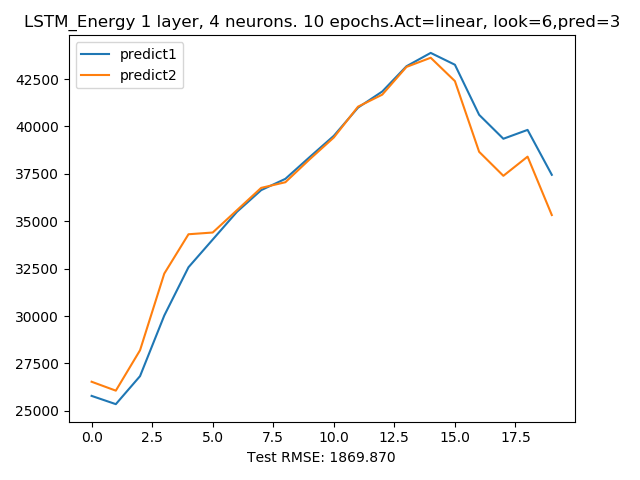 LSTM_Energy 1 layer, 4 neurons. 10 epochs.Act=linear, look=6,pred=3
predict1
predict2
42500
40000
37500
35000
32500
30000
27500
25000
0.0 2.5 5.0 7.5 10.0 12.5 15.0 17.5
Test RMSE: 1869.870